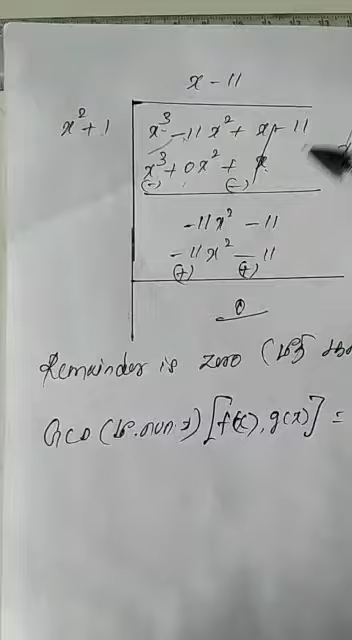 x - 11
x² + 1
x³ - 11x² + x - 11
x³ + 0x² + x
(-) (-)
-11x² - 11
-11x² - 11
(+) (+)
0
Remainder is zero (மீதி
GCD (மீ.பொ.வ) [f(x), g(x)] =